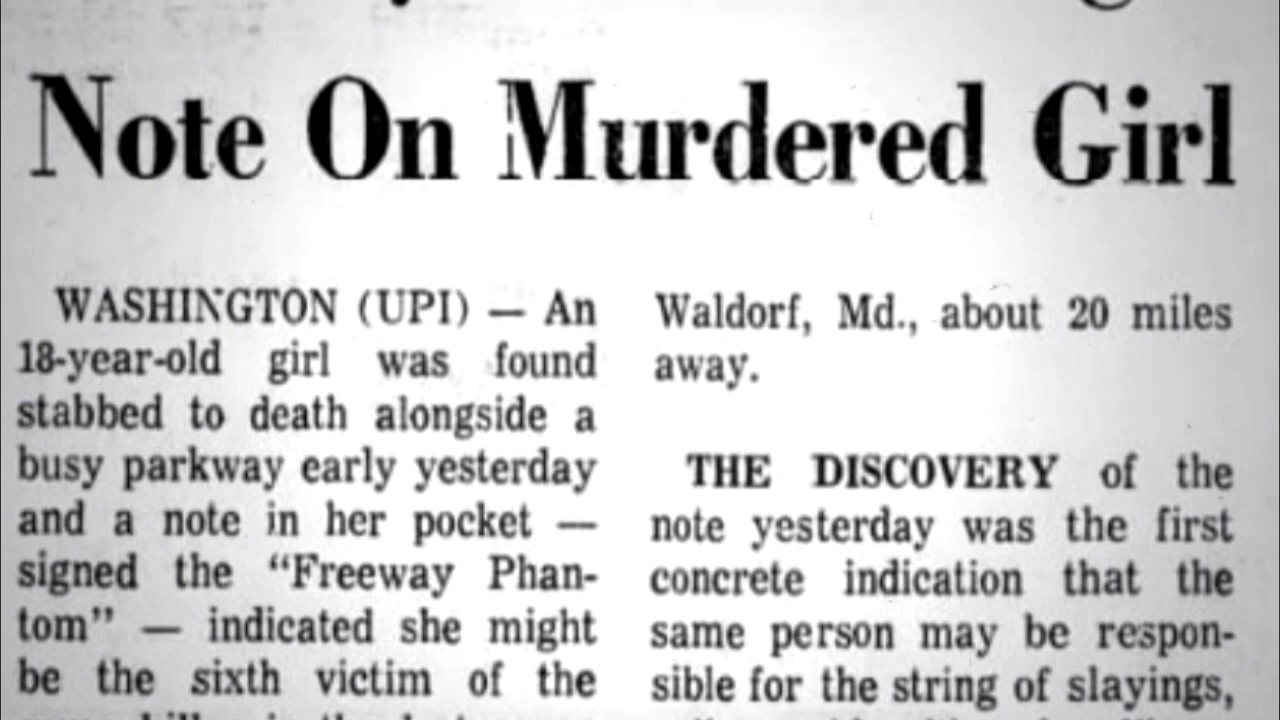 Note On Murdered Girl
WASHINGTON (UPI) — An
18-year-old girl was found
stabbed to death alongside a
busy parkway early yesterday
and a note in her pocket —
signed the “Freeway Phan-
tom” — indicated she might
be the sixth victim of the
Waldorf, Md., about 20 miles
away.
THE DISCOVERY of the
note yesterday was the first
concrete indication that the
same person may be respon-
sible for the string of slayings,